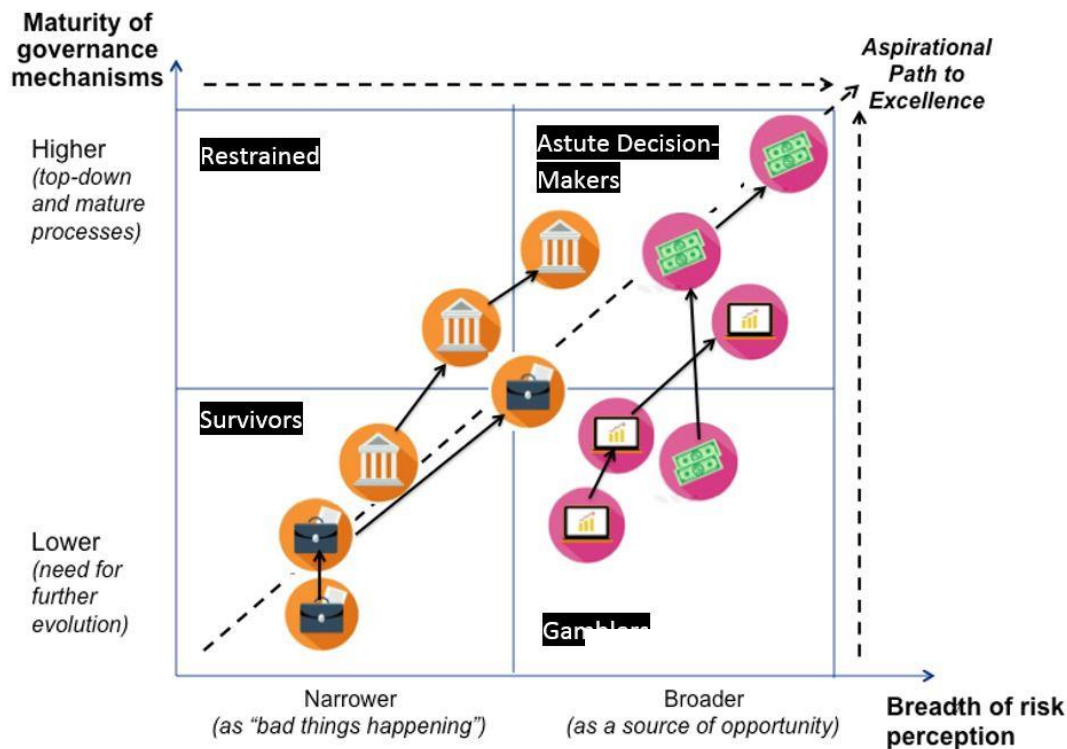 Maturity of
governance
mechanisms
Aspirational
Path to
Excellence
Higher
(top-down
and mature
processes)
Restrained
Astute Decision-
Makers
Survivors
Lower
(need for
further
evolution)
Gamblers
Narrower
(as “bad things happening”)
Broader
(as a source of opportunity)
Breadth of risk
perception